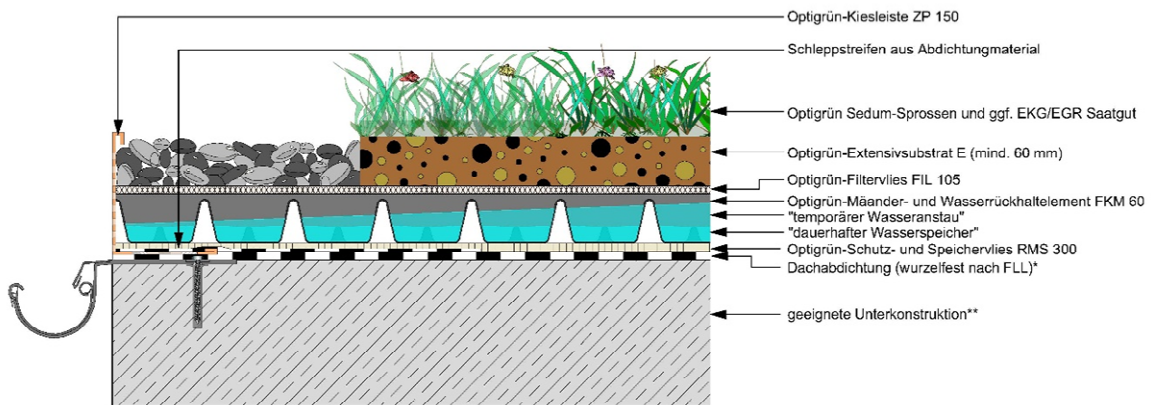 Optigrün-Kiesleiste ZP 150
Schleppstreifen aus Abdichtungmaterial
Optigrün Sedum-Sprossen und ggf. EKG/EGR Saatgut
Optigrün-Extensivsubstrat E (mind. 60 mm)
Optigrün-Filtervlies FIL 105
Optigrün-Mäander- und Wasserrückhaltelement FKM 60
"temporärer Wasseranstau"
"dauerhafter Wasserspeicher"
Optigrün-Schutz- und Speichervlies RMS 300
Dachabdichtung (wurzelfest nach FLL)*
geeignete Unterkonstruktion**